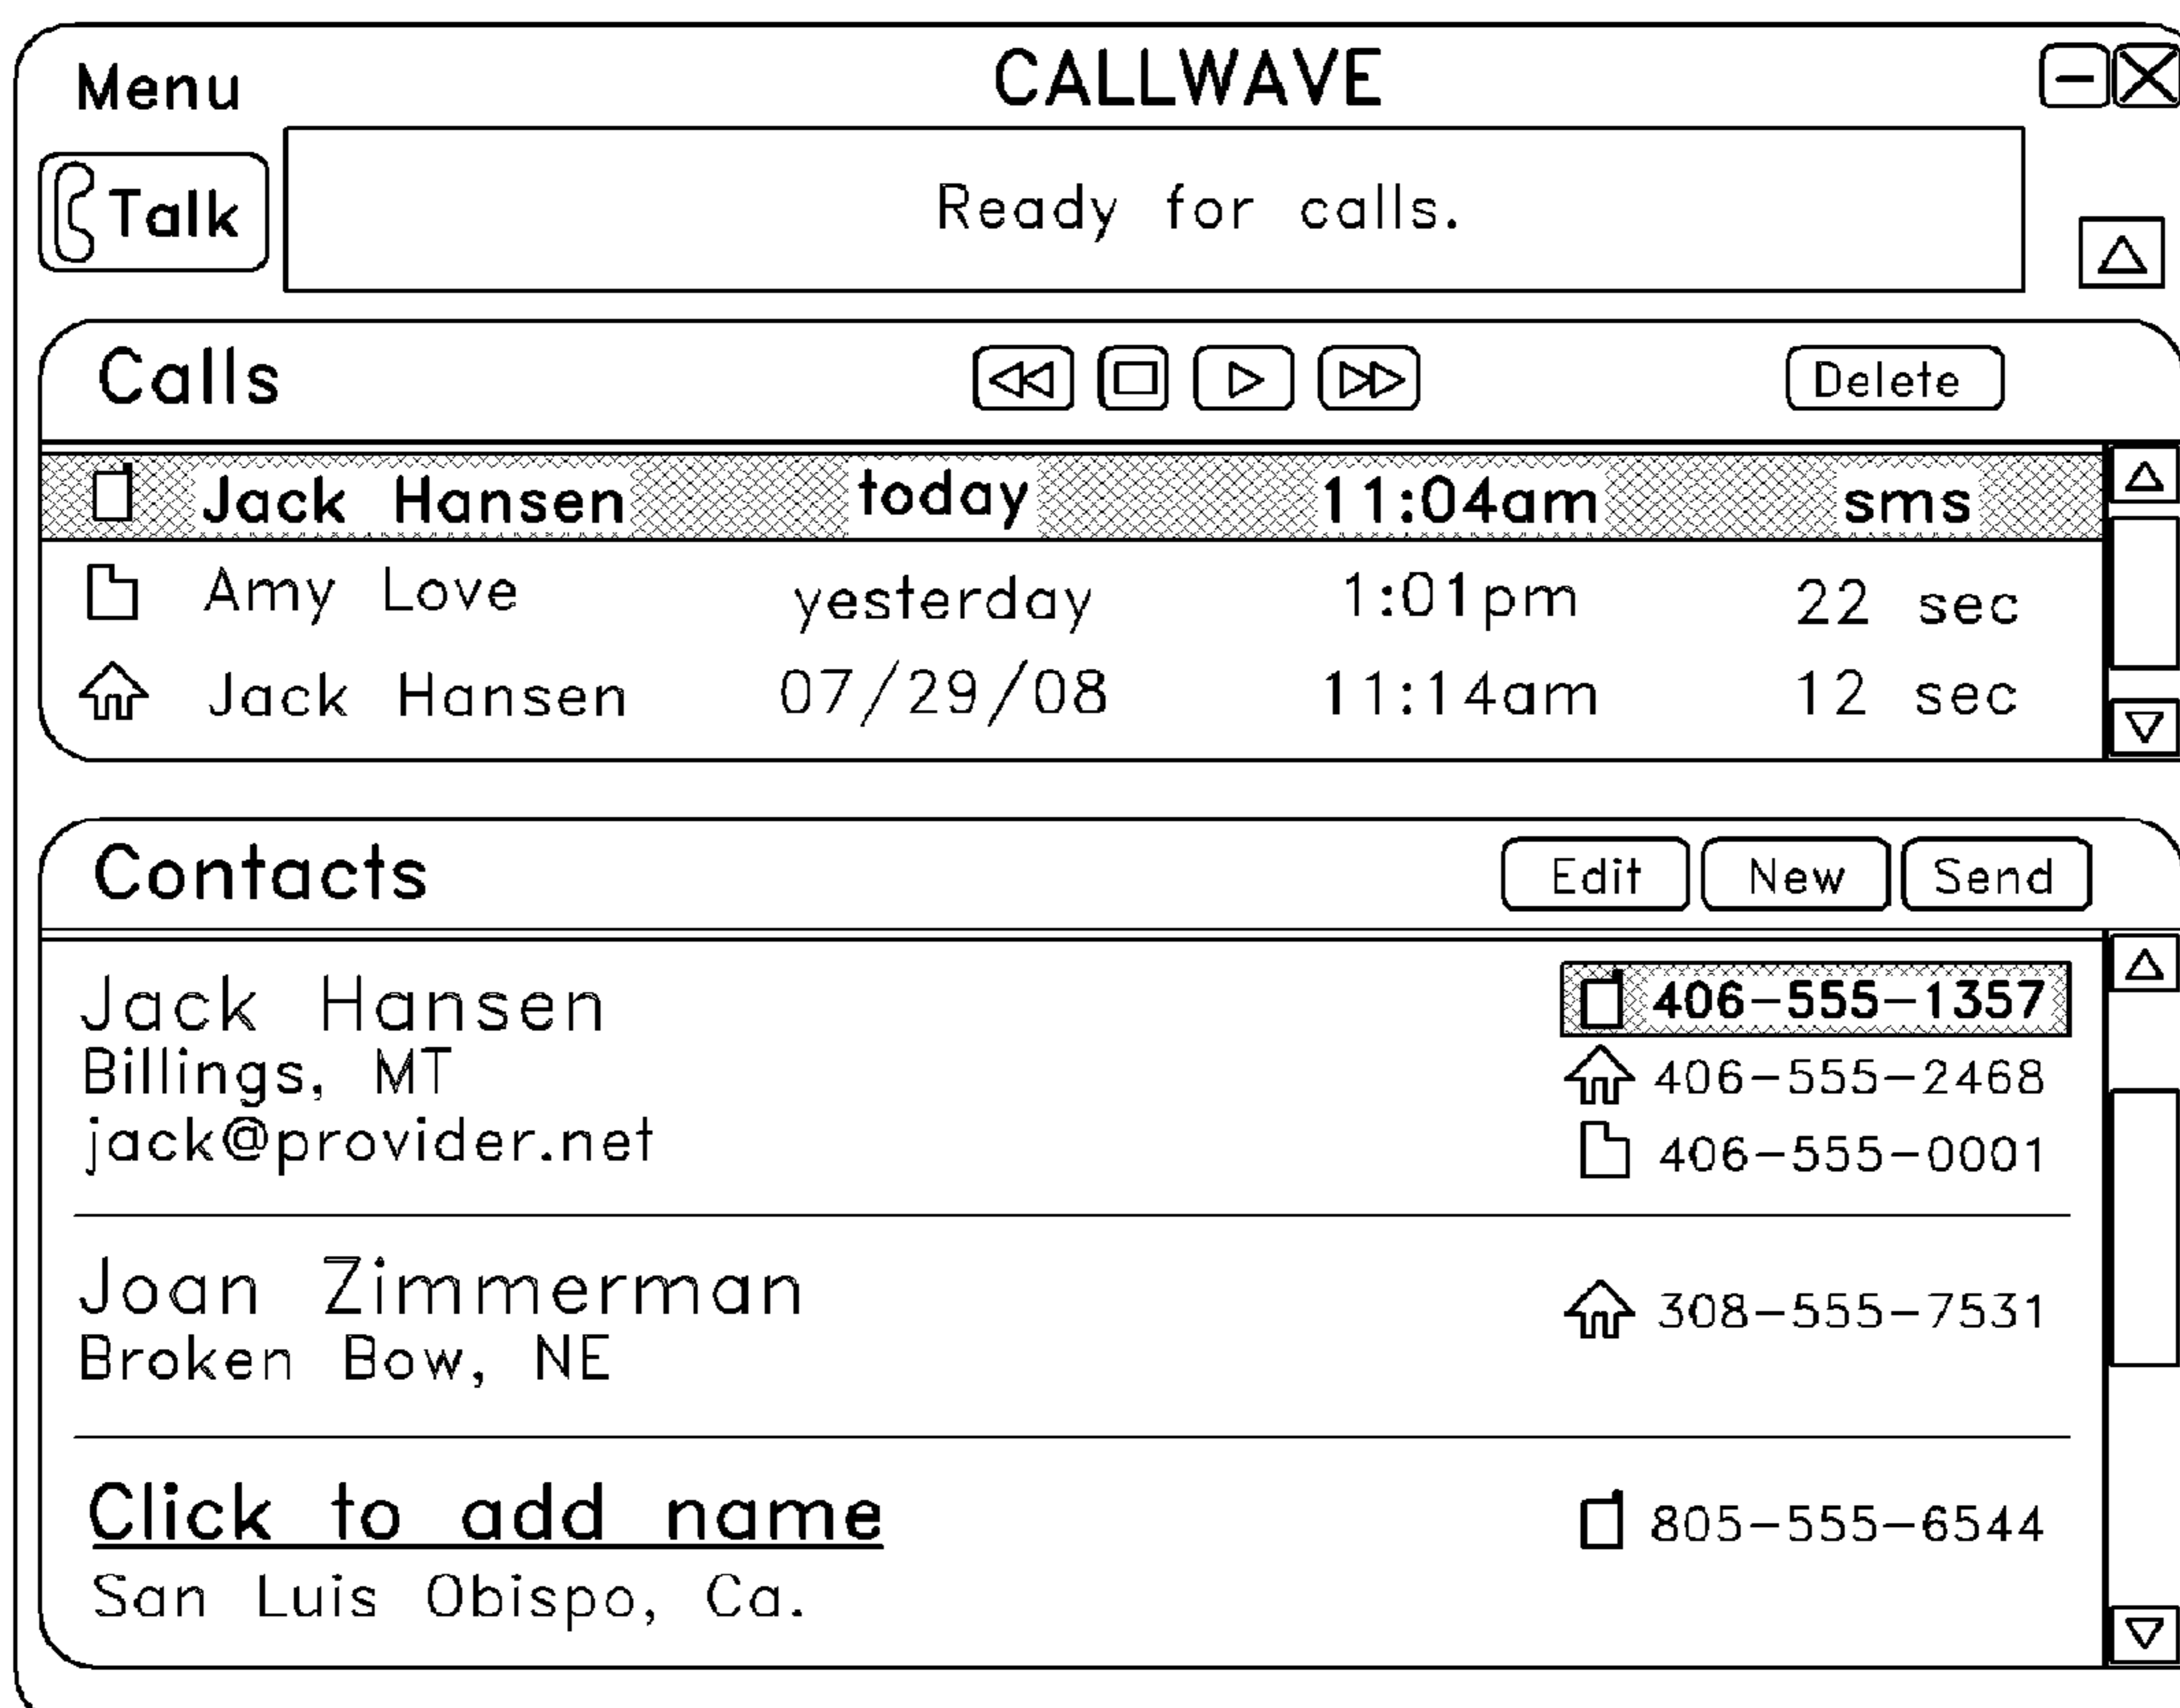 Menu CALLWAVE
Talk Ready for calls.
Calls Delete
Jack Hansen today 11:04am sms
Amy Love yesterday 1:01pm 22 sec
Jack Hansen 07/29/08 11:14am 12 sec
Contacts Edit New Send
Jack Hansen 406-555-1357
Billings, MT 406-555-2468
jack@provider.net 406-555-0001
Joan Zimmerman 308-555-7531
Broken Bow, NE
Click to add name 805-555-6544
San Luis Obispo, Ca.